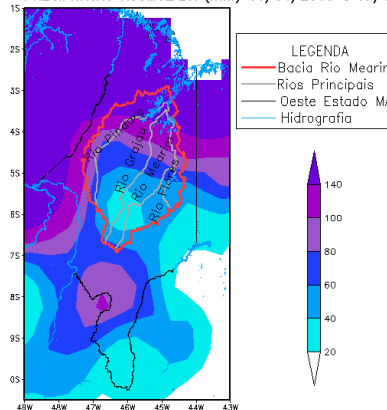 1S
2S
3S
4S
5S
6S
7S
8S
9S
0S
48W
47W
46W
45W
44W
43W
Rio Pindare
Rio Grajau
Rio Mearim
Rio Flores
LEGENDA
Bacia Rio Mearim
Rios Principais
Oeste Estado MA
Hidrografia
140
100
80
60
40
20